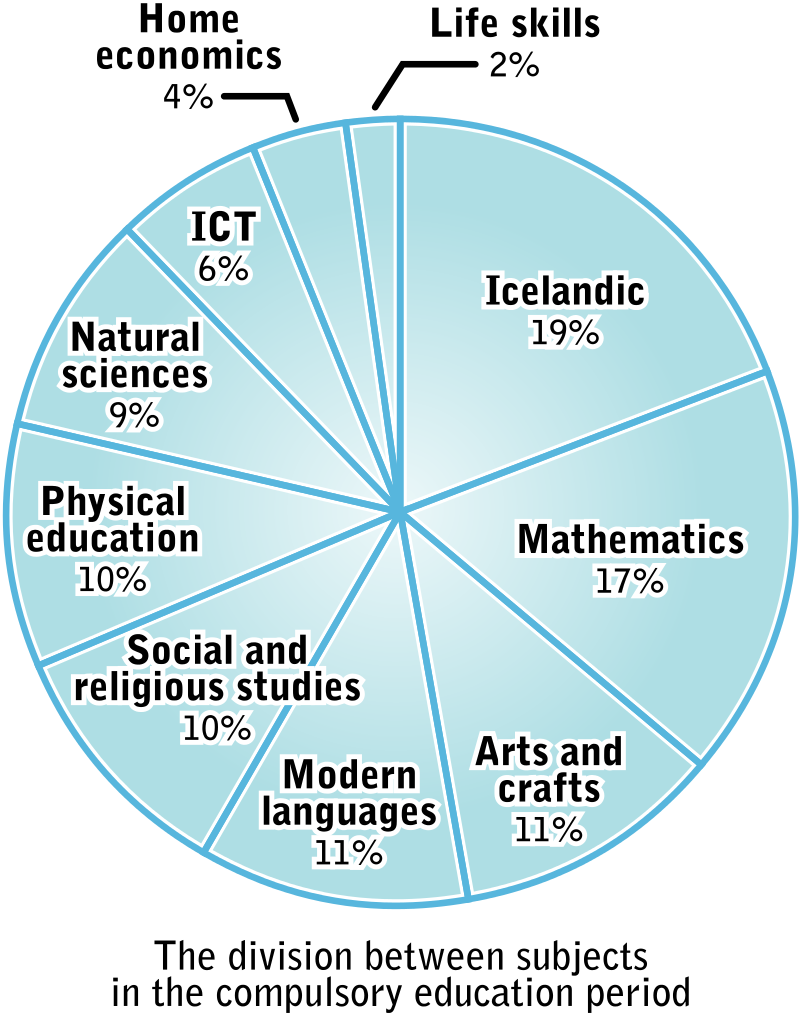 Home
economics
4%
Life skills
2%
ICT
6%
Icelandic
19%
Natural
sciences
9%
Physical
education
10%
Mathematics
17%
Social and
religious studies
10%
Modern
languages
11%
Arts and
crafts
11%
The division between subjects
in the compulsory education period